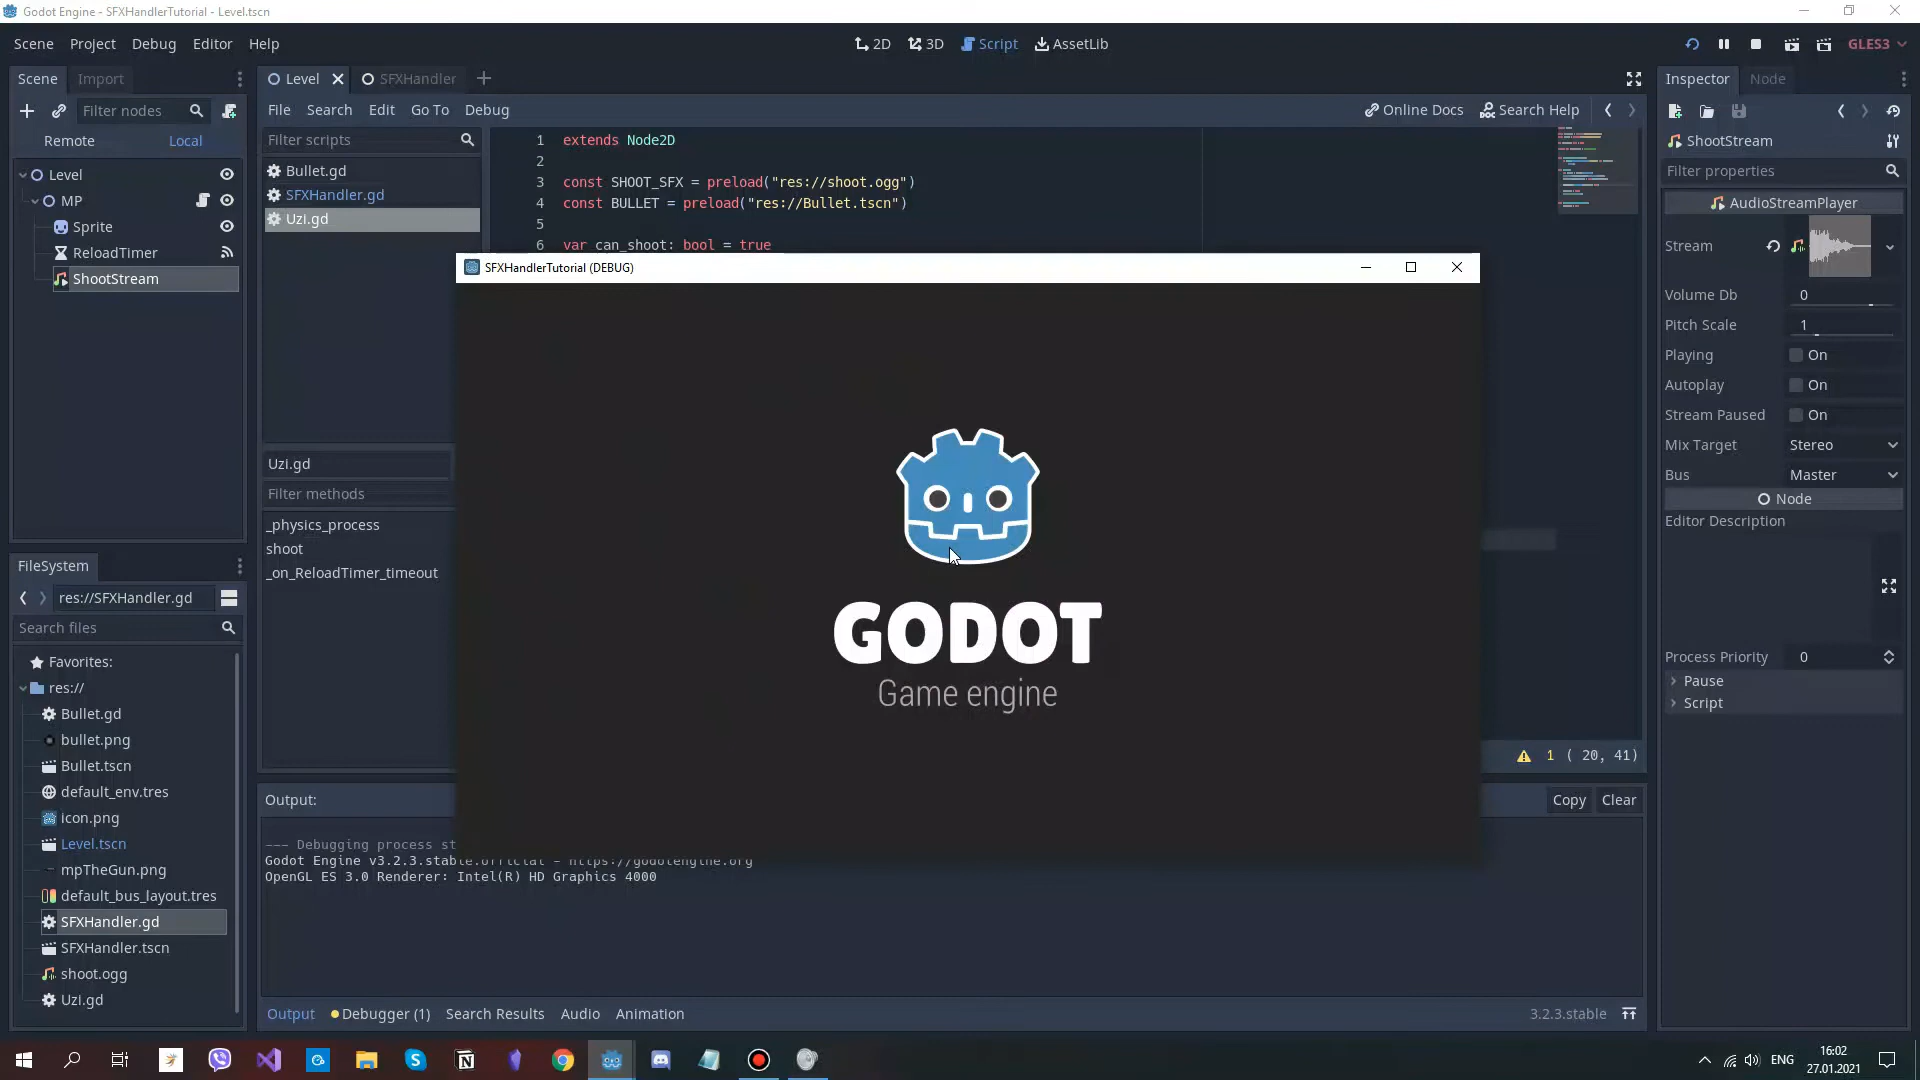 Godot Engine - SFXHandlerTutorial - Level.tscn
Scene Project Debug Editor Help
2D 3D Script AssetLib
GLES3
Scene Import
Level SFXHandler
Inspector Node
Filter nodes
File Search Edit Go To Debug
Online Docs Search Help
Remote Local
Filter scripts
ShootStream
Filter properties
Level
MP
Sprite
ReloadTimer
ShootStream
Bullet.gd
SFXHandler.gd
Uzi.gd
1 extends Node2D
2
3 const SHOOT_SFX = preload("res://shoot.ogg")
4 const BULLET = preload("res://Bullet.tscn")
5
6 var can_shoot: bool = true
SFXHandlerTutorial (DEBUG)
GODOT
Game engine
AudioStreamPlayer
Stream
Volume Db 0
Pitch Scale 1
Playing On
Autoplay On
Stream Paused On
Mix Target Stereo
Bus Master
Node
Editor Description
Process Priority 0
Pause
Script
Uzi.gd
Filter methods
_physics_process
shoot
_on_ReloadTimer_timeout
FileSystem
res://SFXHandler.gd
Search files
Favorites:
res://
Bullet.gd
bullet.png
Bullet.tscn
default_env.tres
icon.png
Level.tscn
mpTheGun.png
default_bus_layout.tres
SFXHandler.gd
SFXHandler.tscn
shoot.ogg
Uzi.gd
1 ( 20, 41)
Output:
Copy Clear
--- Debugging process st
Godot Engine v3.2.3.stable.official - https://godotengine.org
OpenGL ES 3.0 Renderer: Intel(R) HD Graphics 4000
Output Debugger (1) Search Results Audio Animation
3.2.3.stable
ENG
16:02
27.01.2021